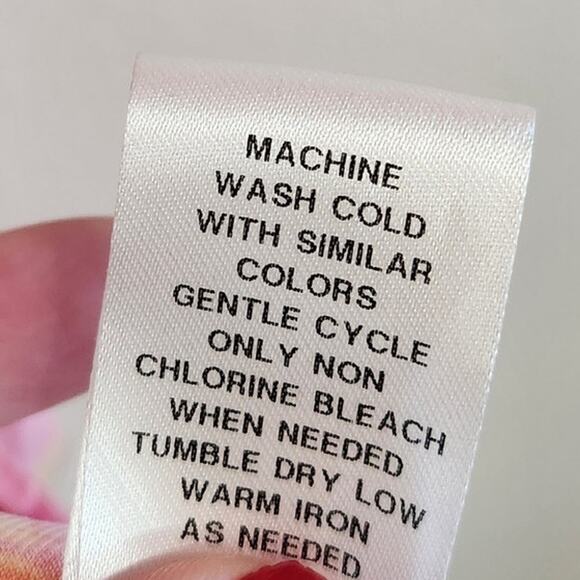 MACHINE
WASH COLD
WITH SIMILAR
COLORS
GENTLE CYCLE
ONLY NON
CHLORINE BLEACH
WHEN NEEDED
TUMBLE DRY LOW
WARM IRON
AS NEEDED